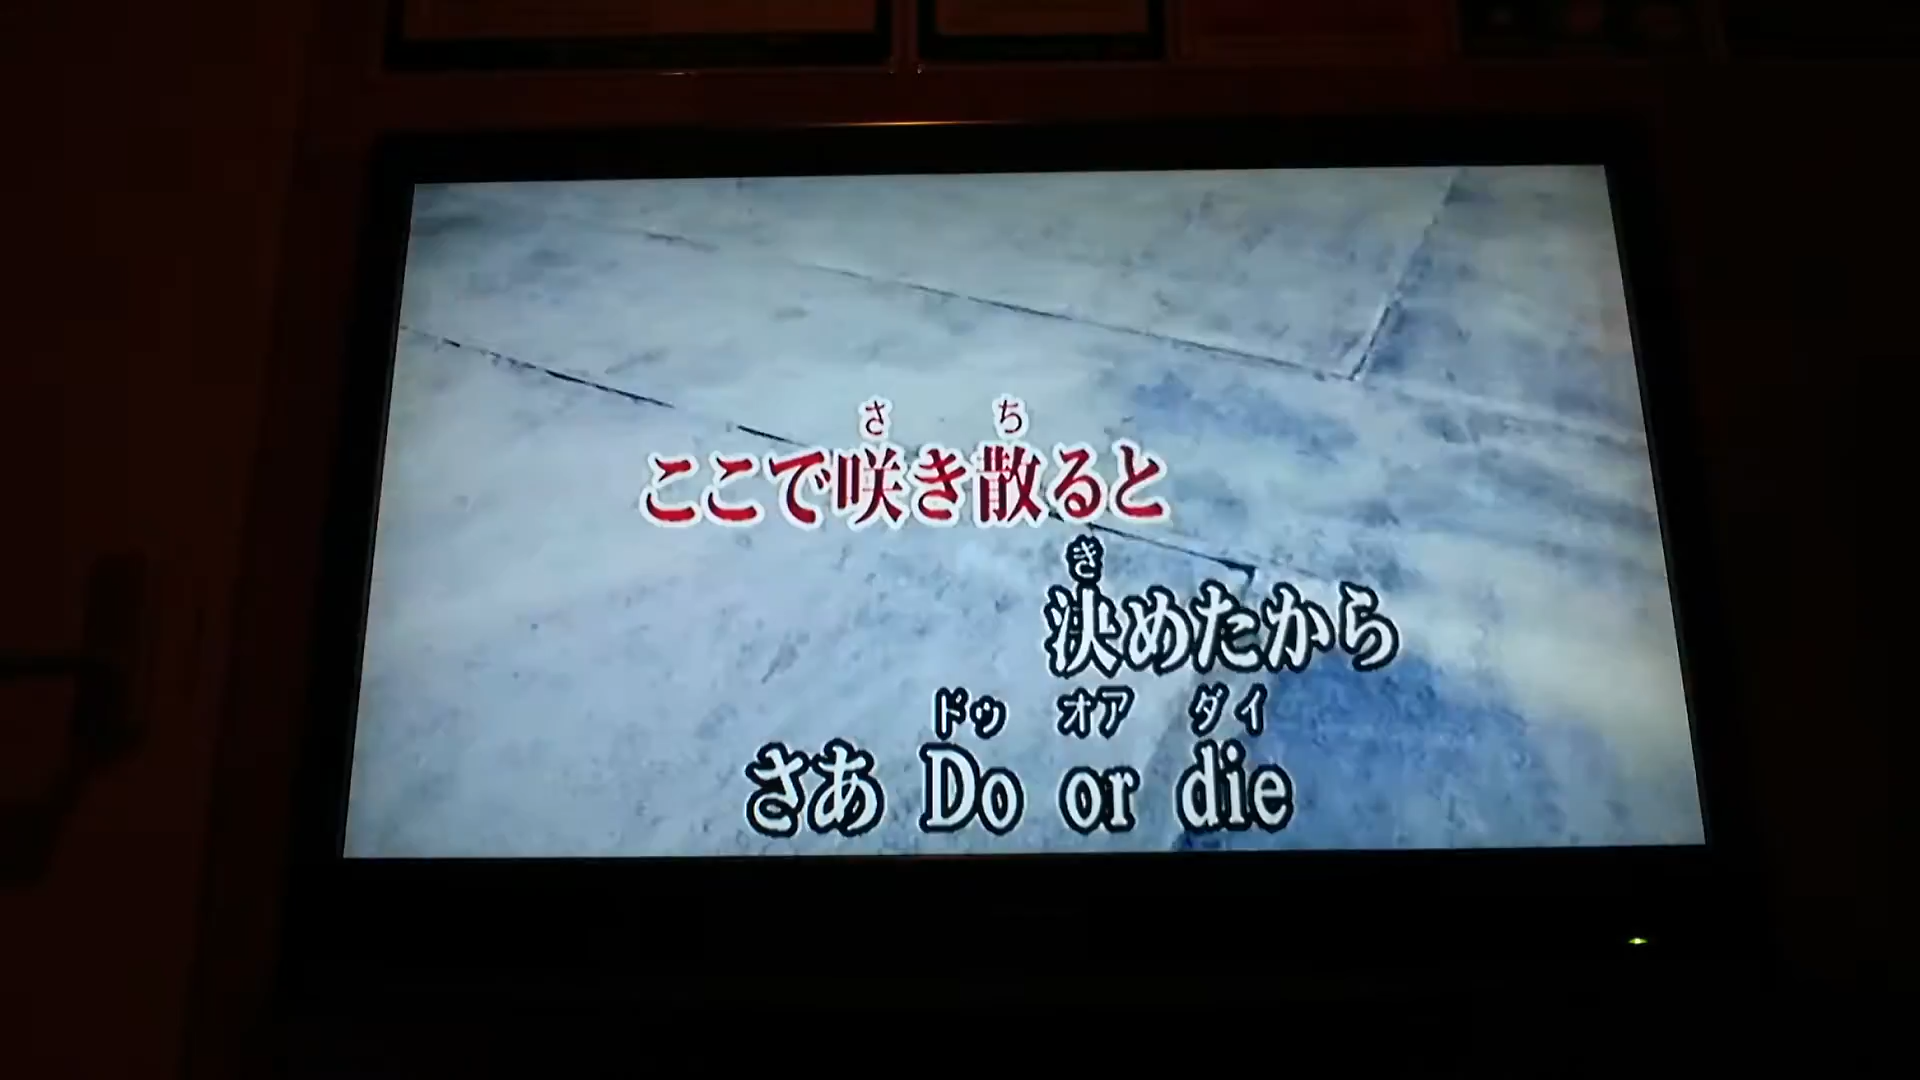 さ ち
ここで咲き散ると
き
決めたから
ドゥ オア ダイ
さあ Do or die